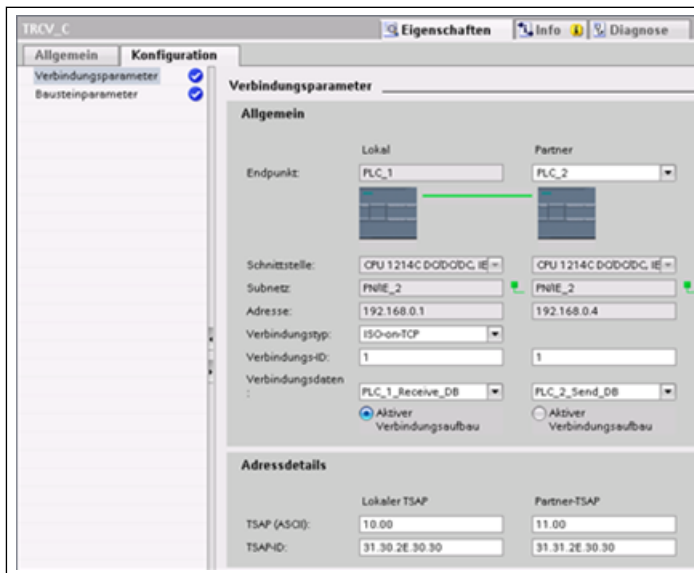 TRCV_C
Eigenschaften Info Diagnose
Allgemein Konfiguration
Verbindungsparameter
Bausteinparameter
Verbindungsparameter
Allgemein
Lokal Partner
Endpunkt: PLC_1 PLC_2
Schnittstelle: CPU 1214C DC/DC/DC, IE CPU 1214C DC/DC/DC, IE
Subnetz: PN/IE_2 PN/IE_2
Adresse: 192.168.0.1 192.168.0.4
Verbindungstyp: ISO-on-TCP
Verbindungs-ID: 1 1
Verbindungsdaten
: PLC_1_Receive_DB PLC_2_Send_DB
Aktiver Aktiver
Verbindungsaufbau Verbindungsaufbau
Adressdetails
Lokaler TSAP Partner-TSAP
TSAP (ASCII): 10.00 11.00
TSAP-ID: 31.30.2E.30.30 31.31.2E.30.30